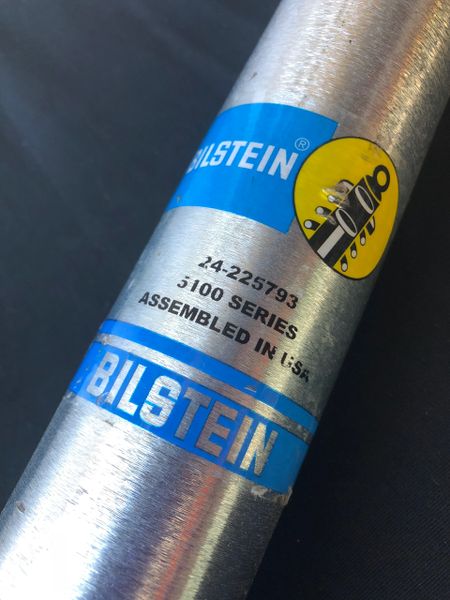 BILSTEIN®
24-225793
5100 SERIES
ASSEMBLED IN USA
BILSTEIN